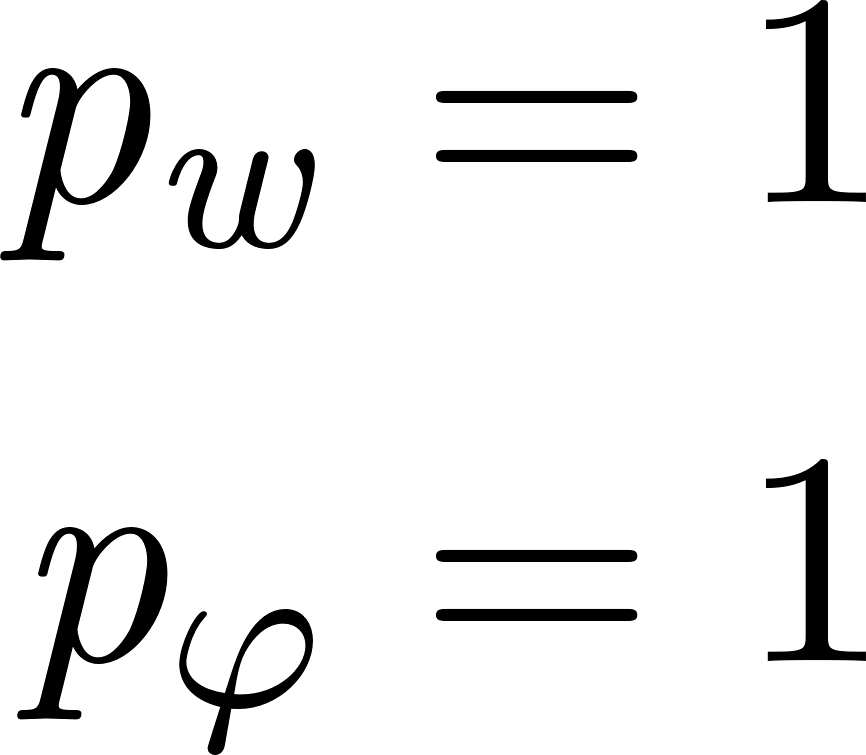 p_w = 1
p_φ = 1